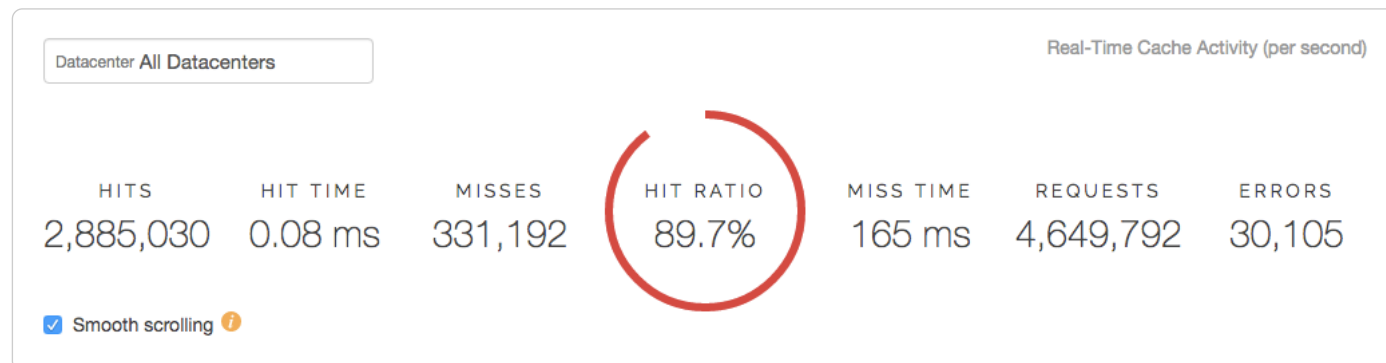 Datacenter All Datacenters
Real-Time Cache Activity (per second)
HITS
2,885,030
HIT TIME
0.08 ms
MISSES
331,192
HIT RATIO
89.7%
MISS TIME
165 ms
REQUESTS
4,649,792
ERRORS
30,105
Smooth scrolling i